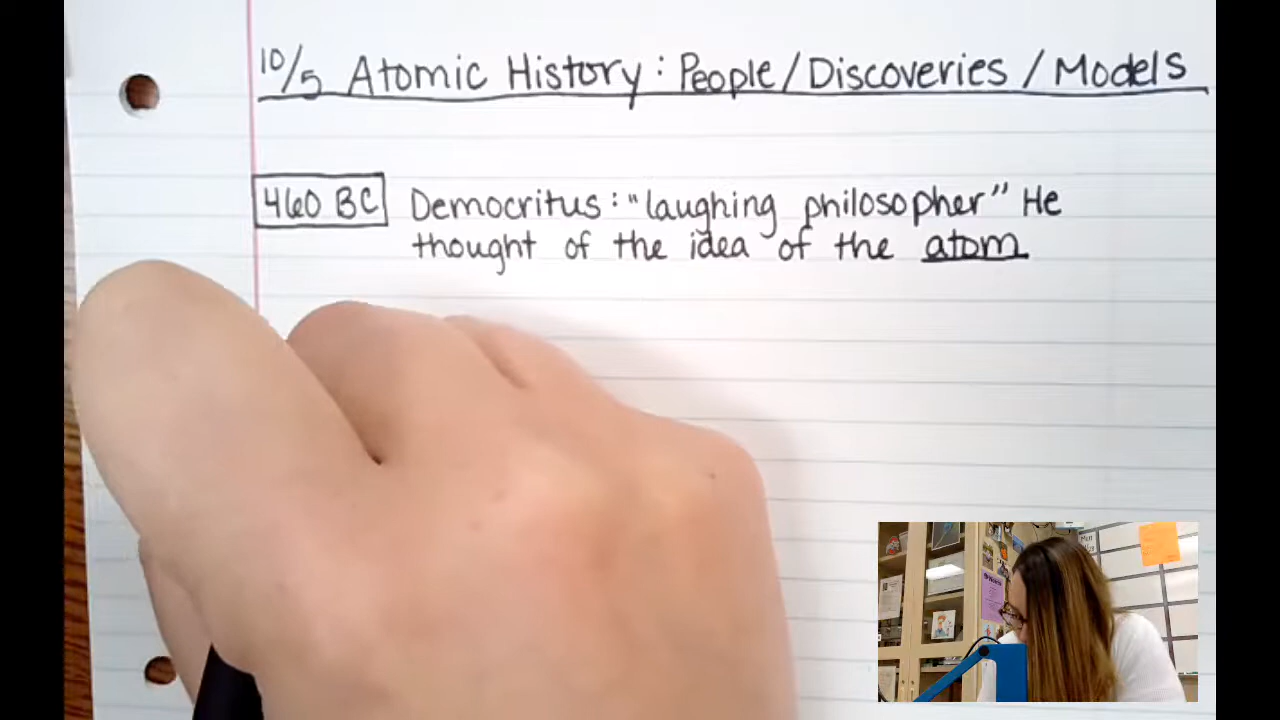 10/5 Atomic History: People/Discoveries/Models
460 BC Democritus: "laughing philosopher" He
thought of the idea of the atom